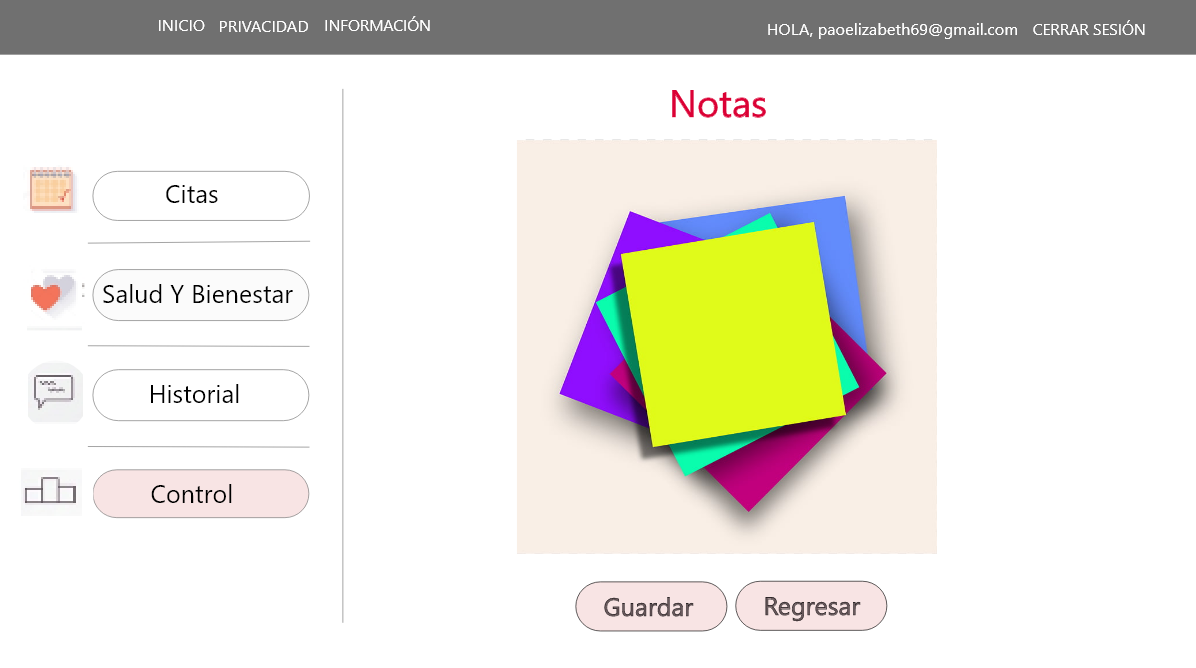 INICIO PRIVACIDAD INFORMACIÓN HOLA, paoelizabeth69@gmail.com CERRAR SESIÓN
Notas
Citas
Salud Y Bienestar
Historial
Control
Guardar Regresar